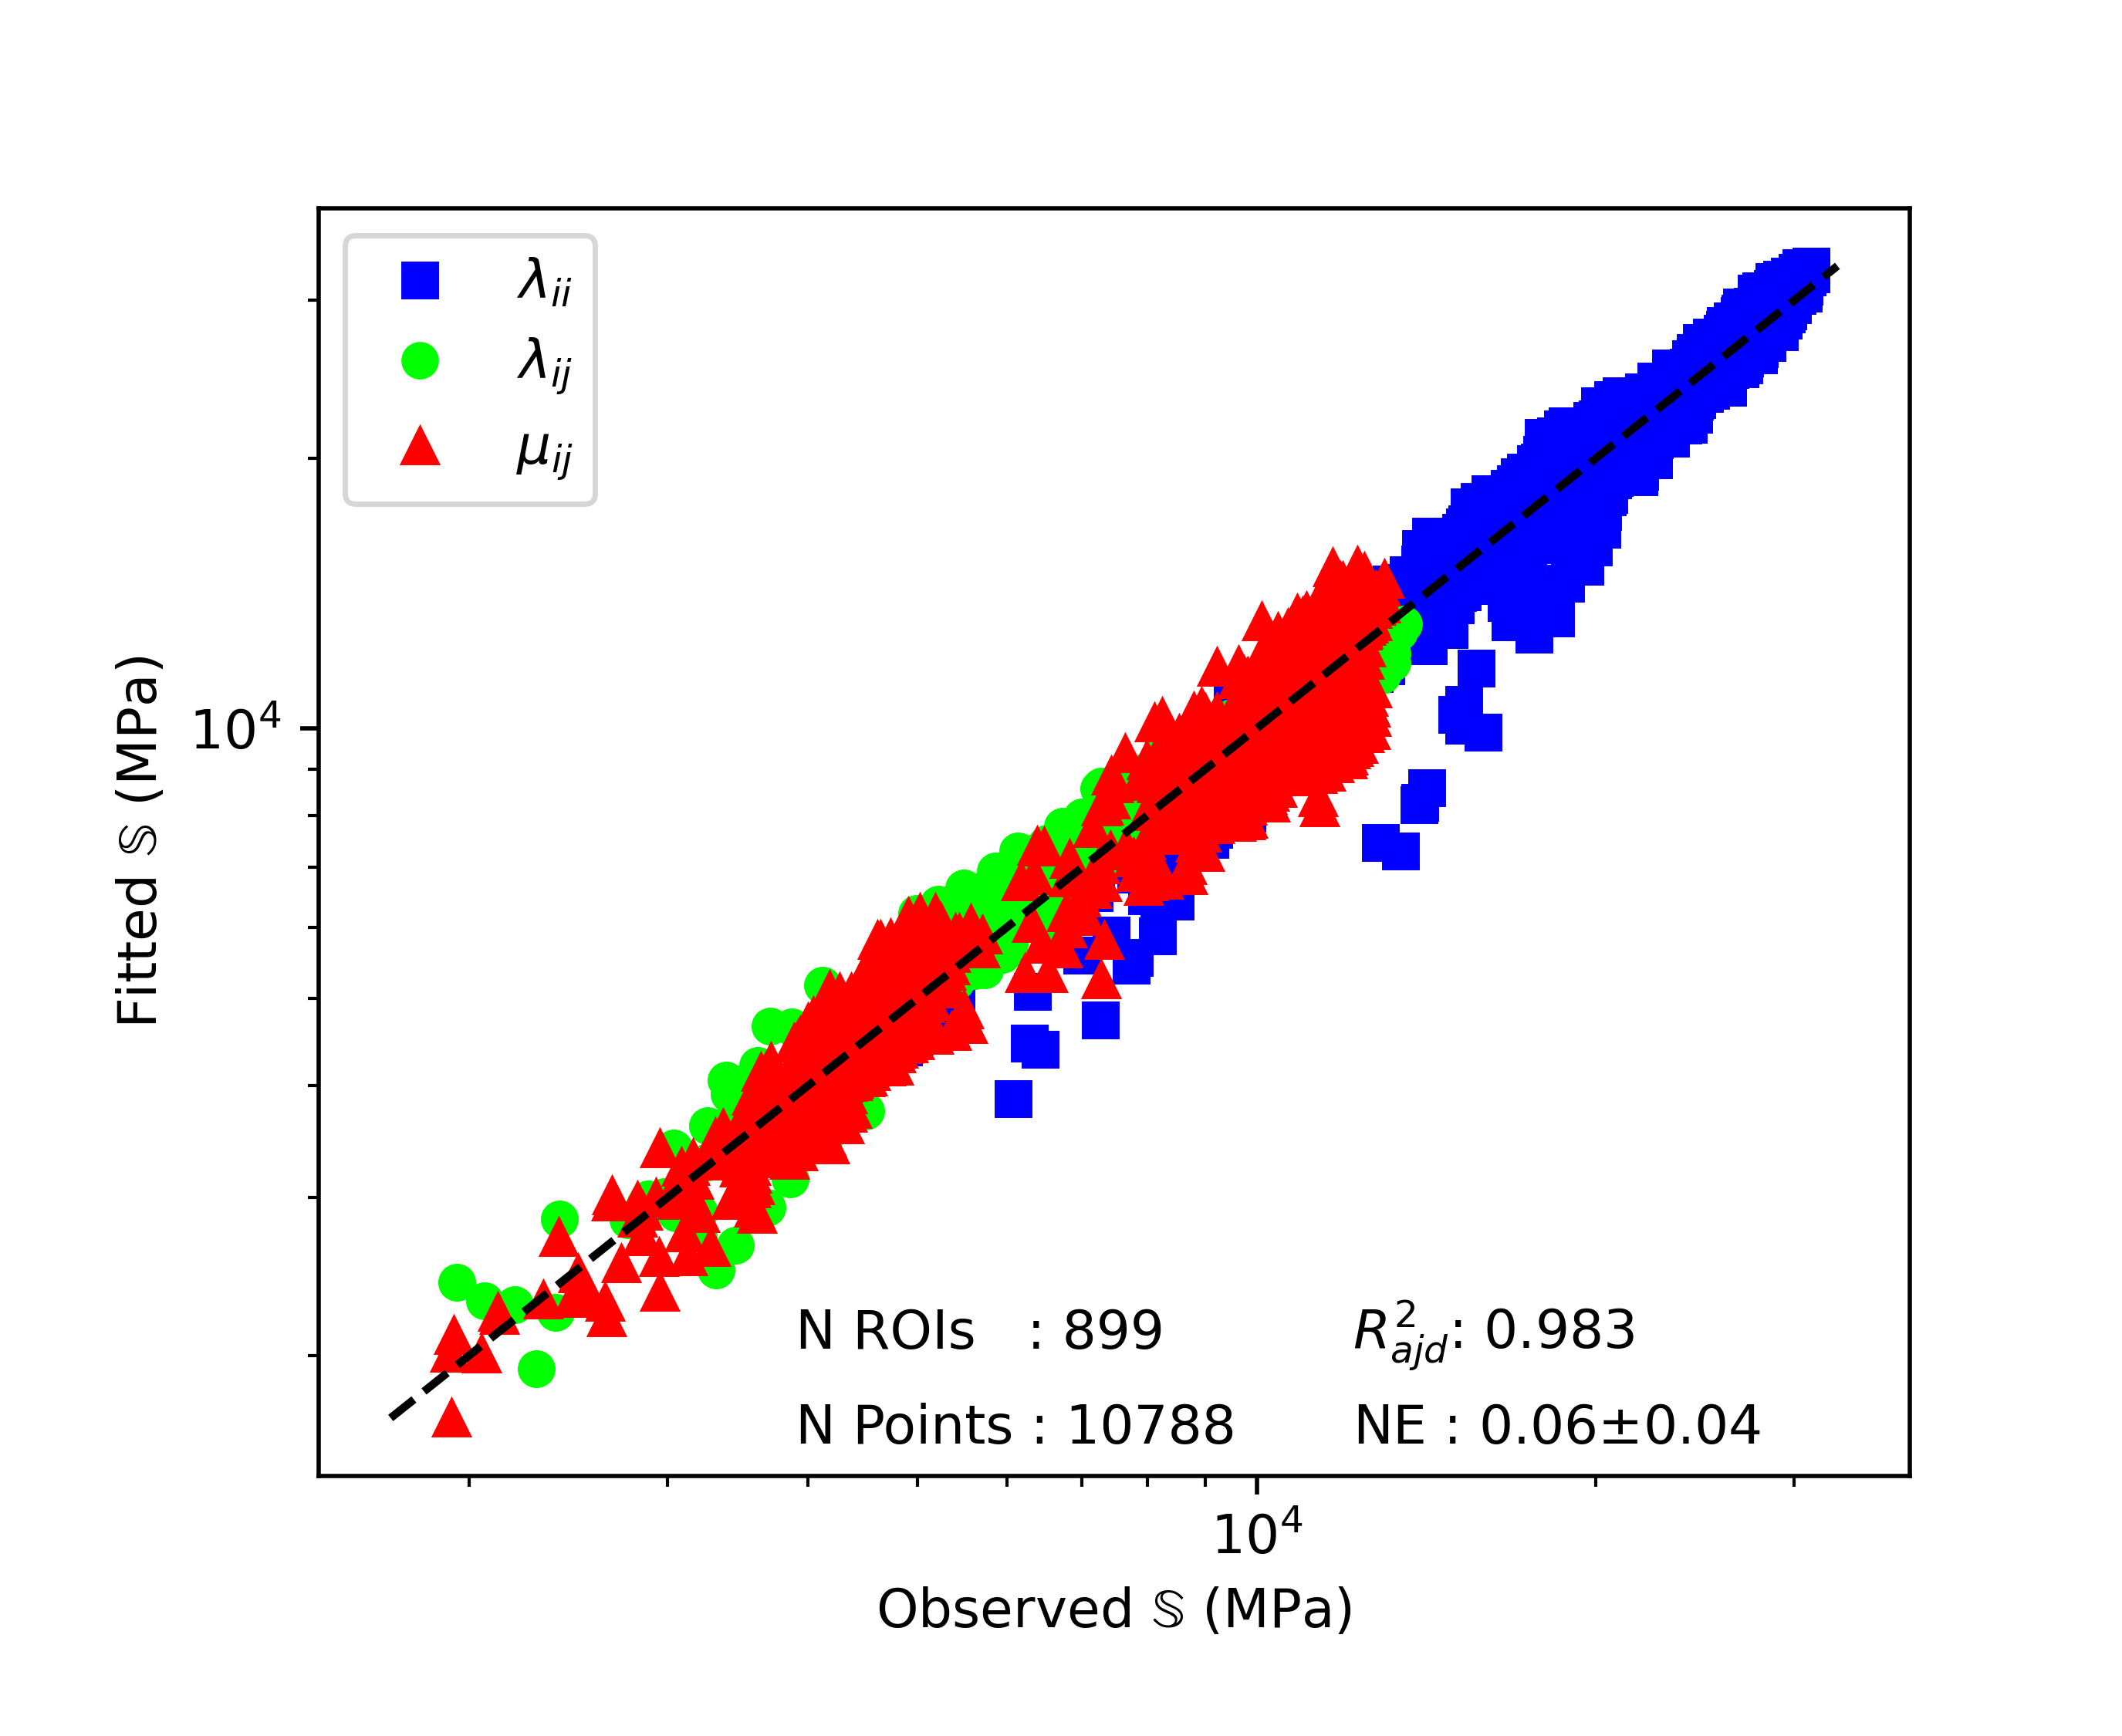 λii
λij
μij
10⁴
Fitted 𝕊 (MPa)
N ROIs : 899
R²ajd: 0.983
N Points : 10788
NE : 0.06±0.04
10⁴
Observed 𝕊 (MPa)